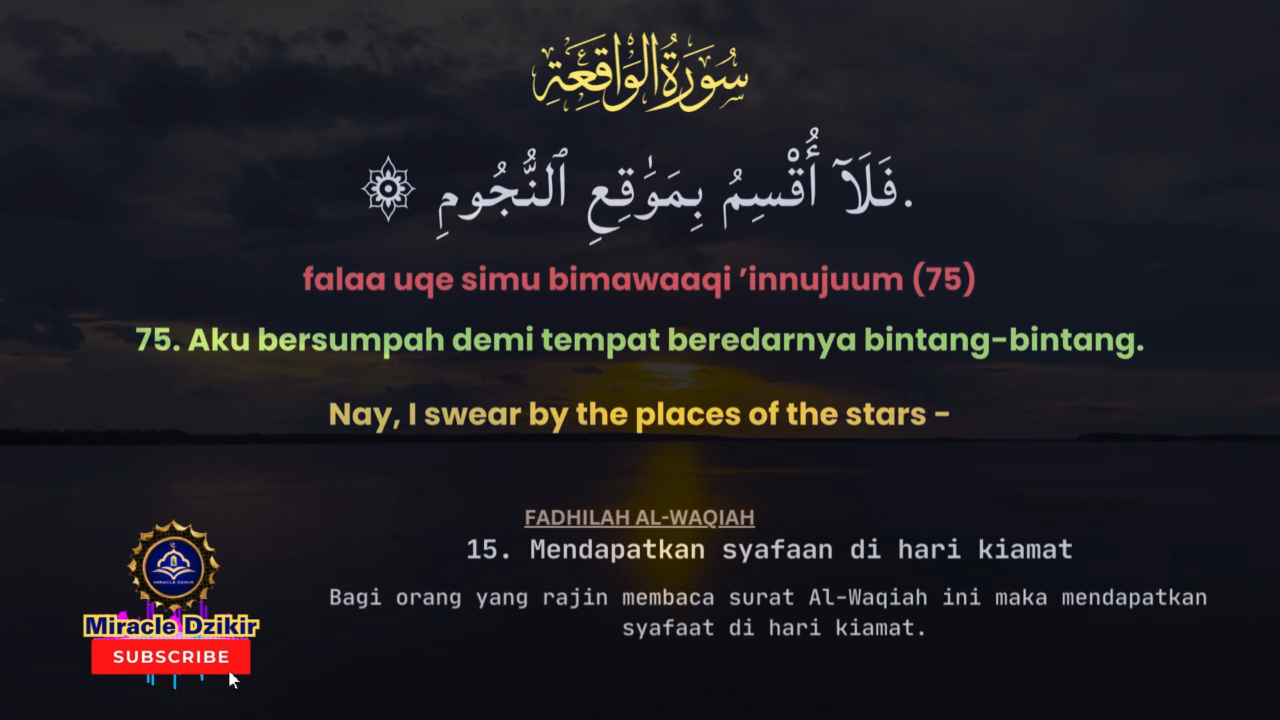 سُورَةُ الْوَاقِعَةِ
فَلَآ أُقْسِمُ بِمَوَٰقِعِ ٱلنُّجُومِ.
falaa uqe simu bimawaaqi ’innujuum (75)
75. Aku bersumpah demi tempat beredarnya bintang-bintang.
Nay, I swear by the places of the stars -
FADHILAH AL-WAQIAH
15. Mendapatkan syafaan di hari kiamat
Bagi orang yang rajin membaca surat Al-Waqiah ini maka mendapatkan
syafaat di hari kiamat.
MIRACLE DZIKIR
Miracle Dzikir
SUBSCRIBE